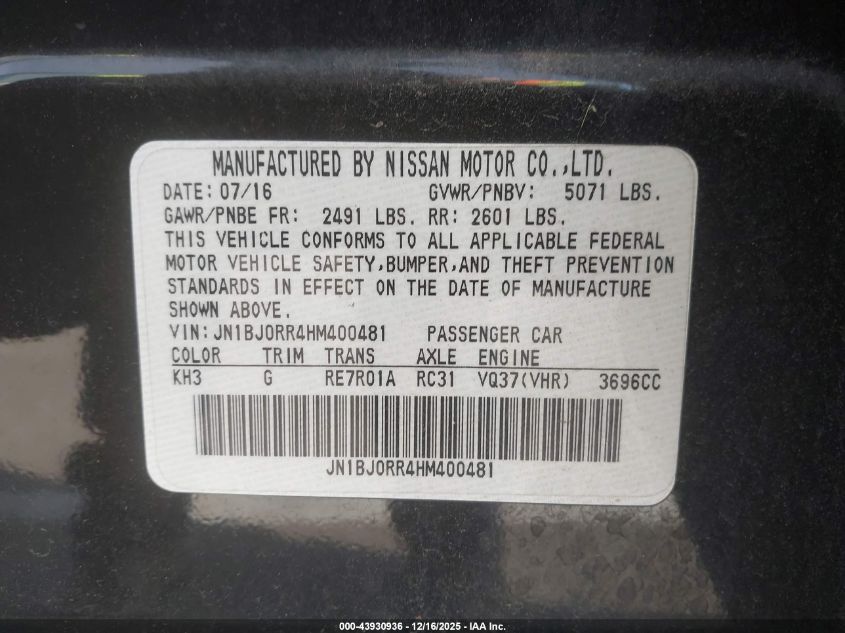 MANUFACTURED BY NISSAN MOTOR CO.,LTD.
DATE: 07/16 GVWR/PNBV: 5071 LBS.
GAWR/PNBE FR: 2491 LBS. RR: 2601 LBS.
THIS VEHICLE CONFORMS TO ALL APPLICABLE FEDERAL
MOTOR VEHICLE SAFETY,BUMPER,AND THEFT PREVENTION
STANDARDS IN EFFECT ON THE DATE OF MANUFACTURE
SHOWN ABOVE.
VIN: JN1BJ0RR4HM400481 PASSENGER CAR
COLOR TRIM TRANS AXLE ENGINE
KH3 G RE7R01A RC31 VQ37(VHR) 3696CC
JN1BJ0RR4HM400481
000-43930936 - 12/16/2025 - IAA Inc.